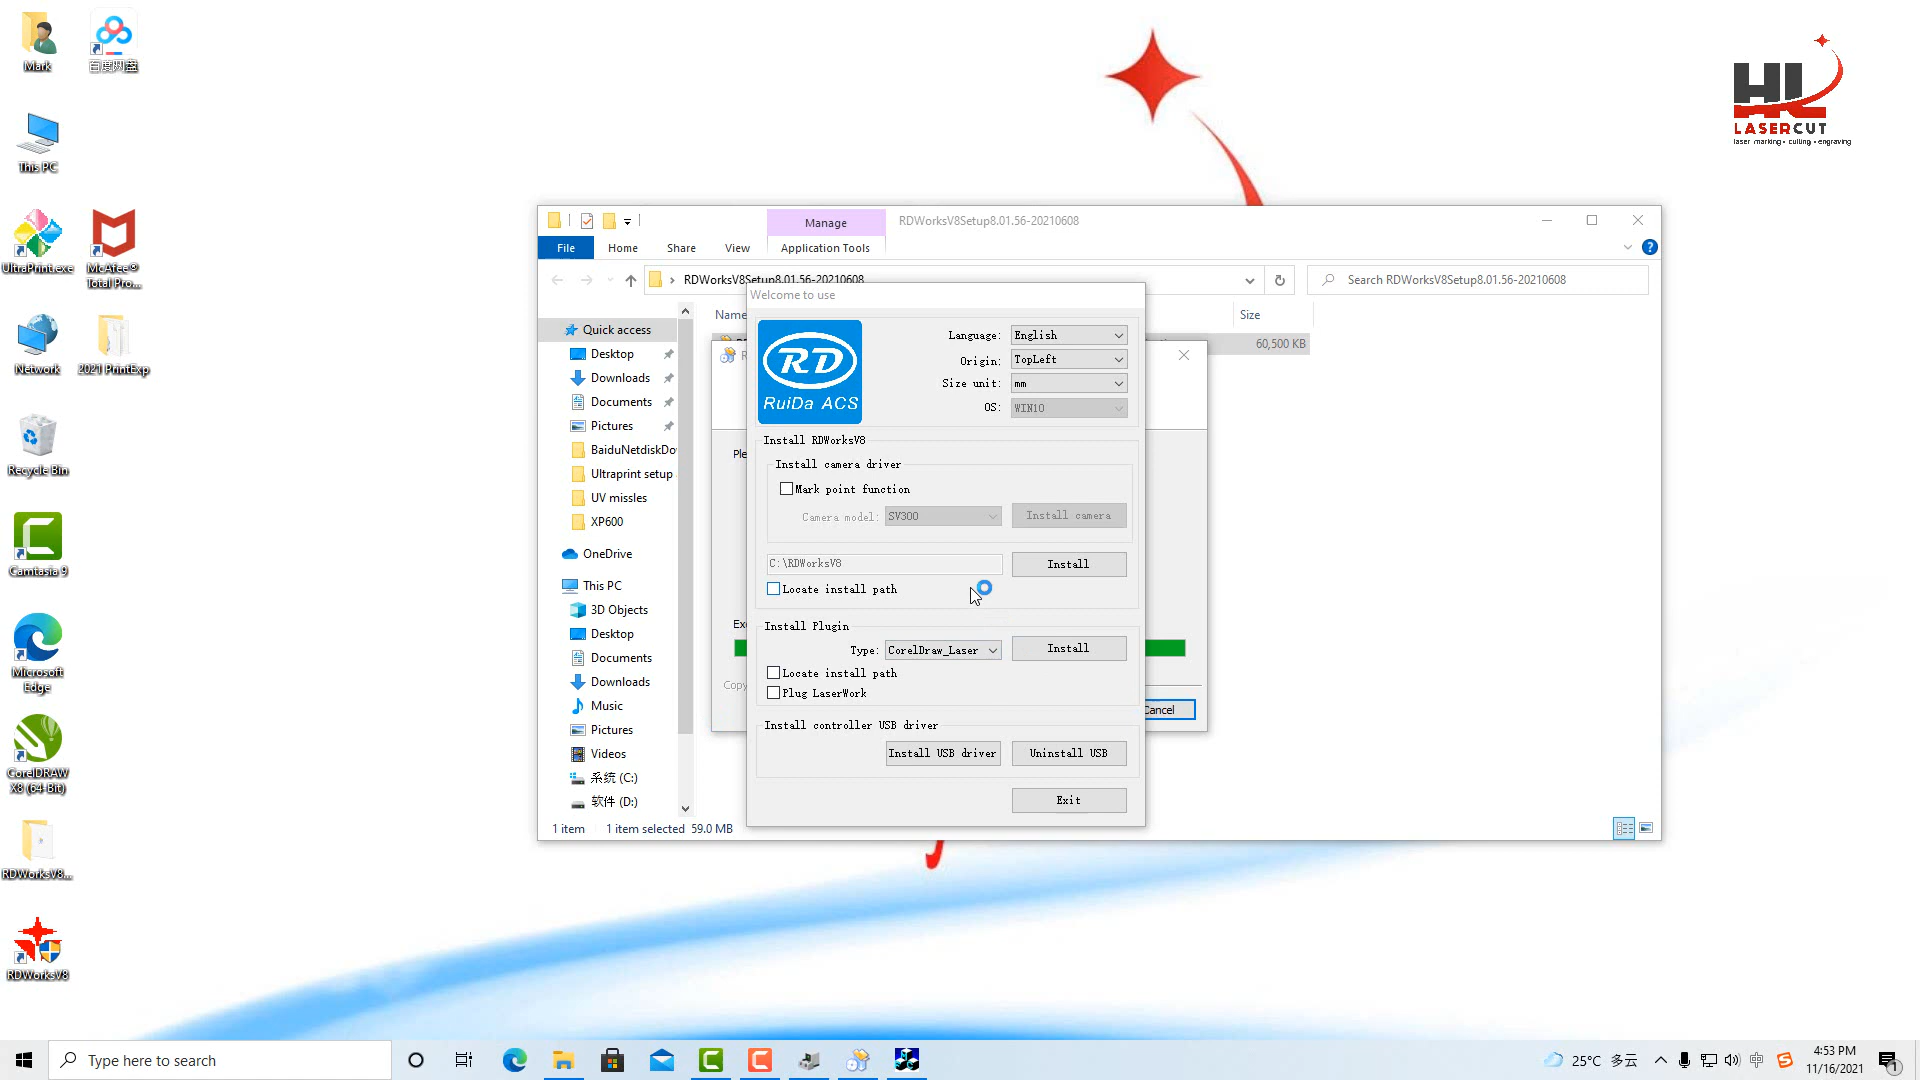 Mark
百度网盘
This PC
UltraPrint.exe
McAfee®
Total Pro...
Network
2021 PrintExp
Recycle Bin
Camtasia 9
Microsoft
Edge
CorelDRAW
X8 (64-Bit)
RDWorksV8...
RDWorksV8
HL
LASERCUT
laser marking • cutting • engraving
Manage
RDWorksV8Setup8.01.56-20210608
File
Home
Share
View
Application Tools
RDWorksV8Setup8.01.56-20210608
Search RDWorksV8Setup8.01.56-20210608
Name
Size
60,500 KB
Quick access
Desktop
Downloads
Documents
Pictures
BaiduNetdiskDo
Ultraprint setup
UV missles
XP600
OneDrive
This PC
3D Objects
Desktop
Documents
Downloads
Music
Pictures
Videos
系统 (C:)
软件 (D:)
1 item
1 item selected 59.0 MB
Ple
Exc
Copy
Cancel
Welcome to use
RD
RuiDa ACS
Language: English
Origin: TopLeft
Size unit: mm
OS: WIN10
Install RDWorksV8
Install camera driver
Mark point function
Camera model: SV300
Install camera
C:\RDWorksV8
Install
Locate install path
Install Plugin
Type: CorelDraw_Laser
Install
Locate install path
Plug LaserWork
Install controller USB driver
Install USB driver
Uninstall USB
Exit
Type here to search
25°C 多云
中
4:53 PM
11/16/2021
1